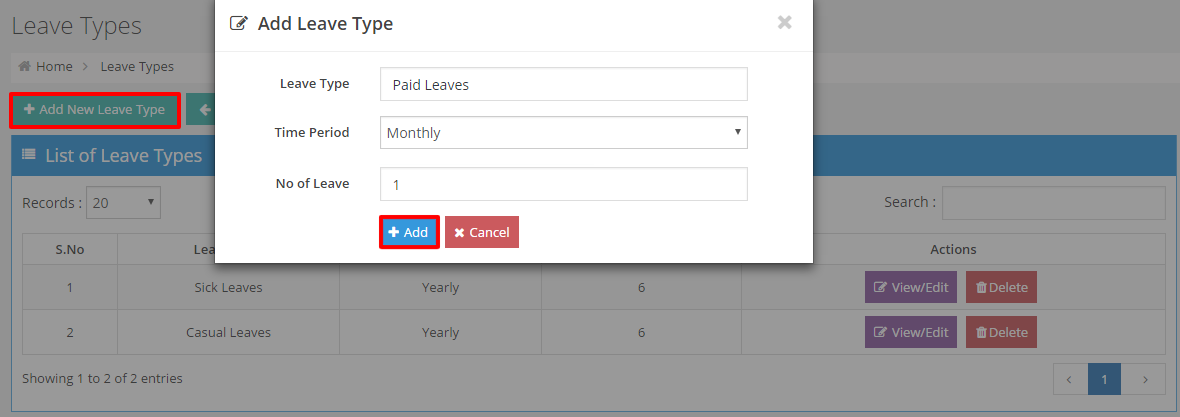 Leave Types
Add Leave Type
Home > Leave Types
Leave Type Paid Leaves
Add New Leave Type
Time Period Monthly
List of Leave Types
No of Leave 1
Records : 20 Search :
Add Cancel
S.No Actions
1 Sick Leaves Yearly 6 View/Edit Delete
2 Casual Leaves Yearly 6 View/Edit Delete
Showing 1 to 2 of 2 entries < 1 >